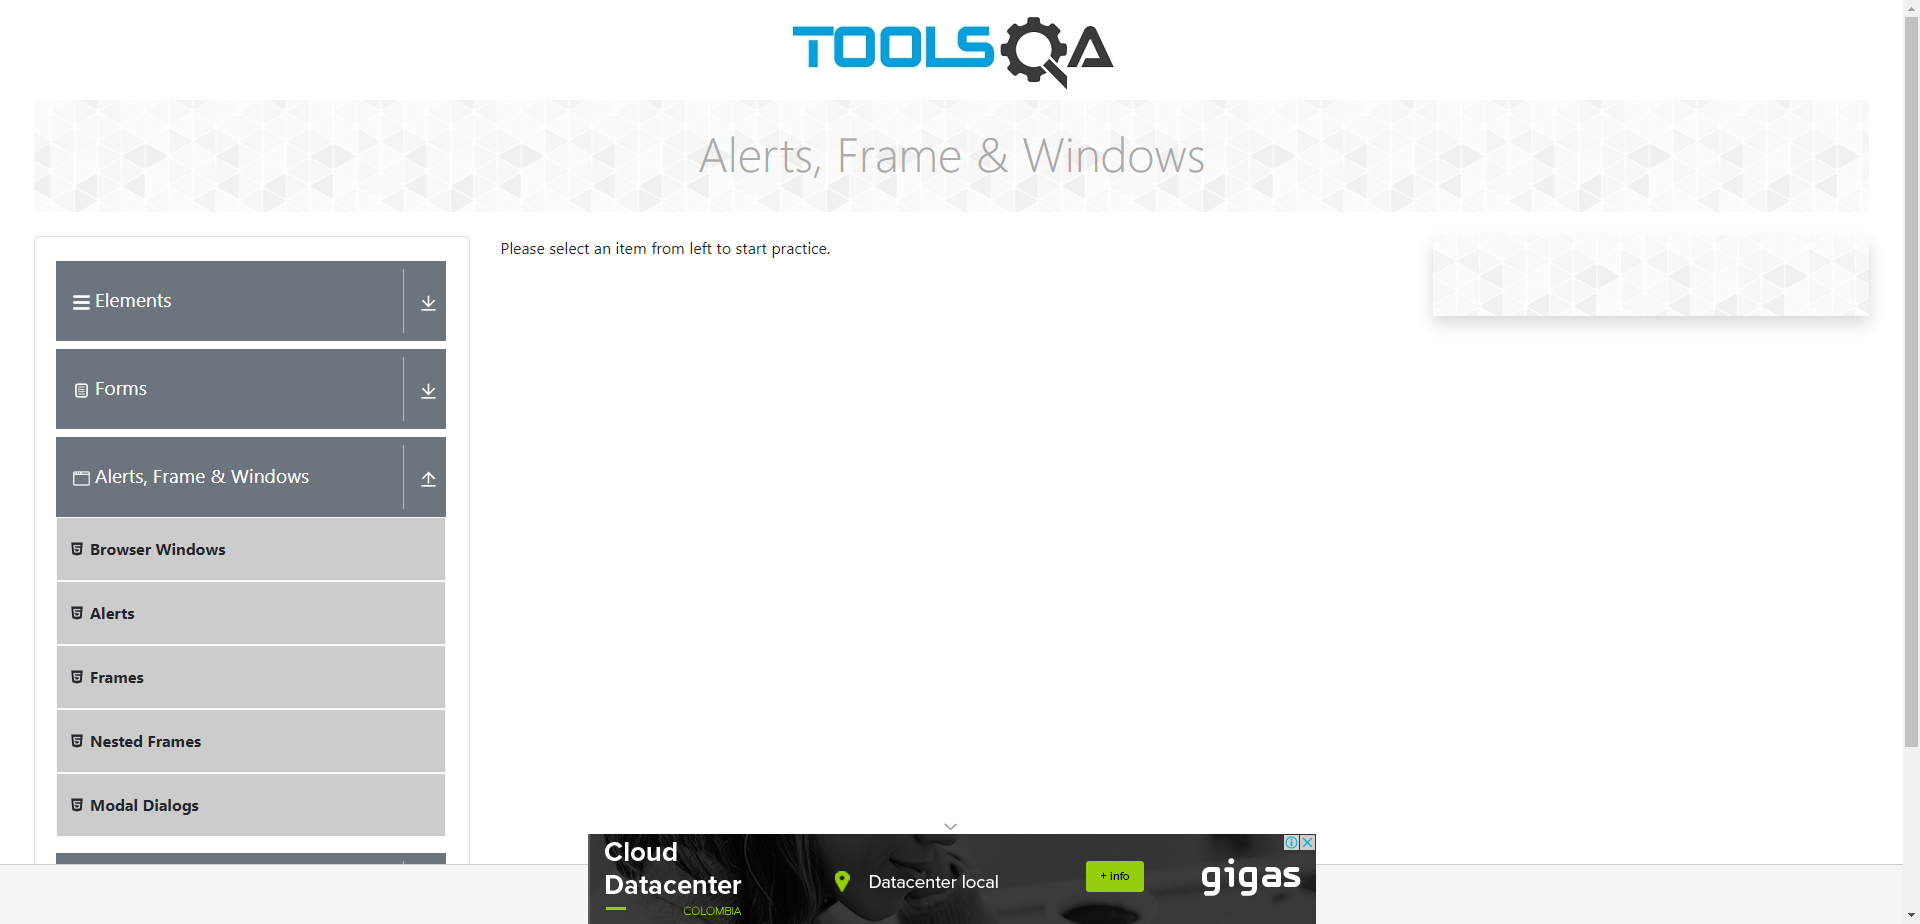 TOOLSQA
Alerts, Frame & Windows
Please select an item from left to start practice.
Elements
Forms
Alerts, Frame & Windows
Browser Windows
Alerts
Frames
Nested Frames
Modal Dialogs
Cloud
Datacenter
COLOMBIA
Datacenter local
+ info
gigas